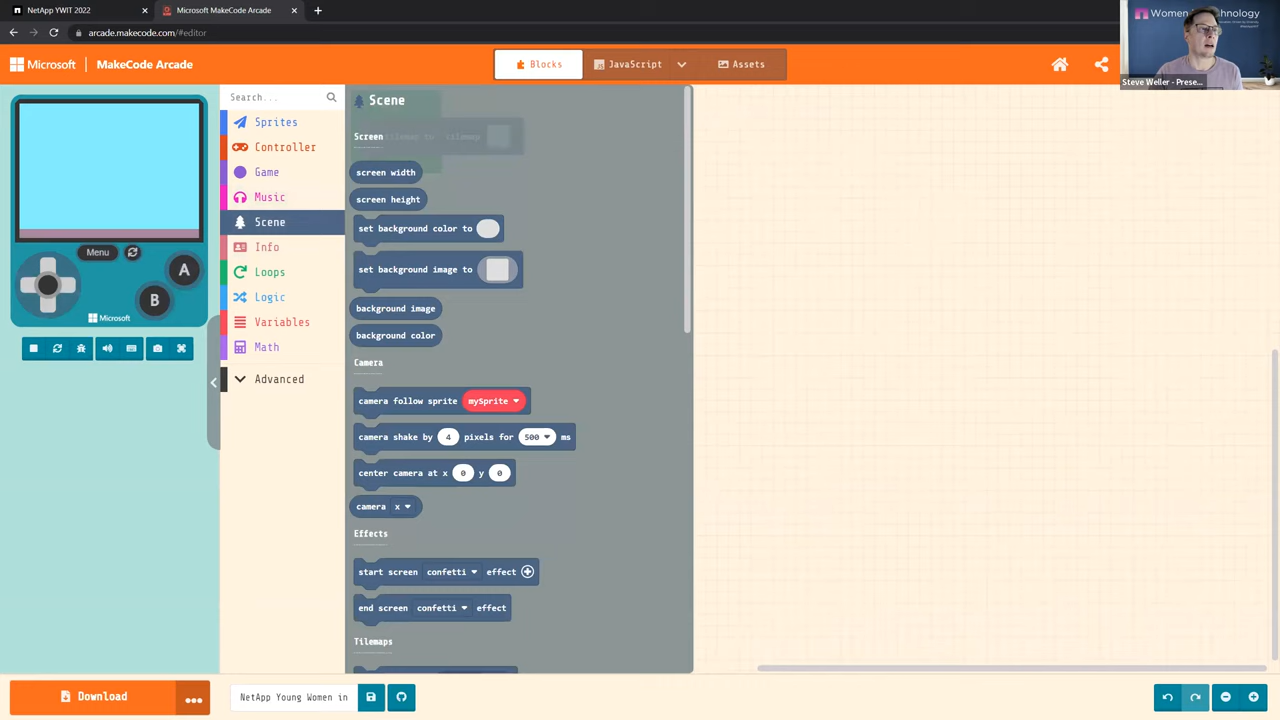 NetApp YWIT 2022
Microsoft MakeCode Arcade
arcade.makecode.com/#editor
Technology
Steve Weller - Prese...
Microsoft
MakeCode Arcade
Blocks
JavaScript
Assets
Menu
A
B
Microsoft
Search...
Sprites
Controller
Game
Music
Scene
Info
Loops
Logic
Variables
Math
Advanced
Scene
Screen
screen width
screen height
set background color to
set background image to
background image
background color
Camera
camera follow sprite mySprite
camera shake by 4 pixels for 500 ms
center camera at x 0 y 0
camera x
Effects
start screen confetti effect
end screen confetti effect
Tilemaps
Download
NetApp Young Women in